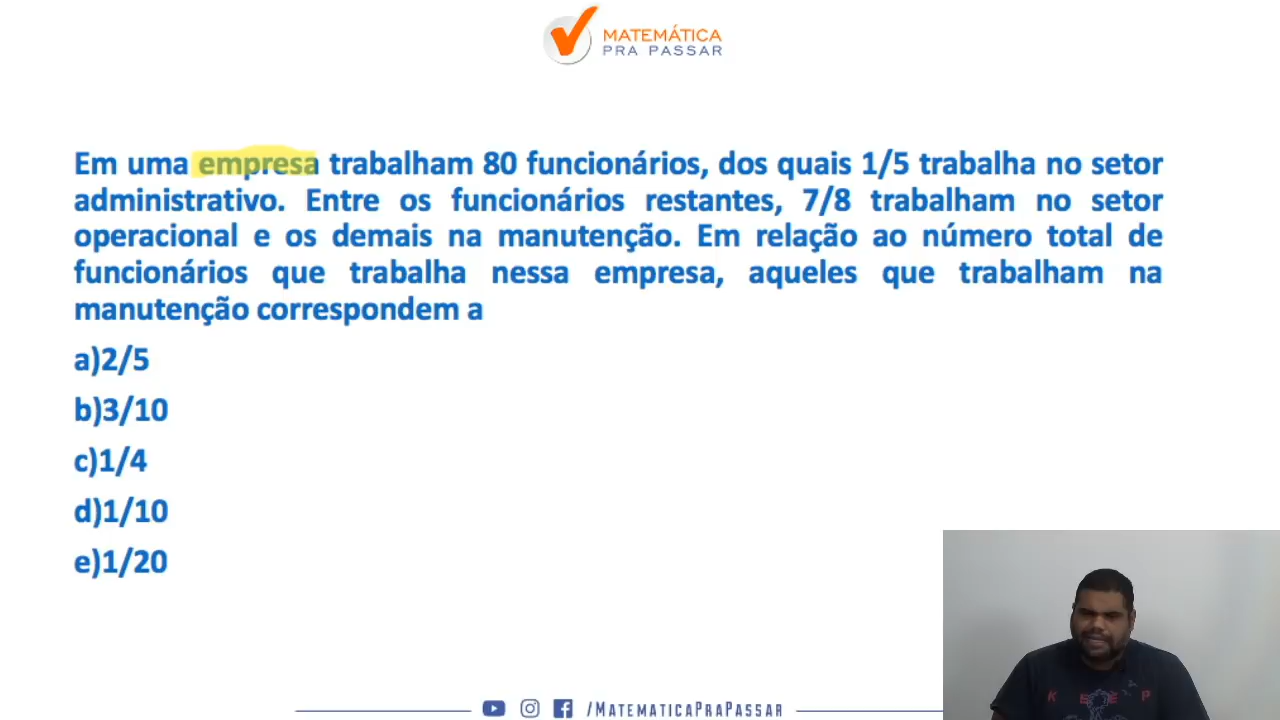 MATEMÁTICA
PRA PASSAR
Em uma empresa trabalham 80 funcionários, dos quais 1/5 trabalha no setor
administrativo. Entre os funcionários restantes, 7/8 trabalham no setor
operacional e os demais na manutenção. Em relação ao número total de
funcionários que trabalha nessa empresa, aqueles que trabalham na
manutenção correspondem a
a)2/5
b)3/10
c)1/4
d)1/10
e)1/20
/MATEMATICAPRAPASSAR